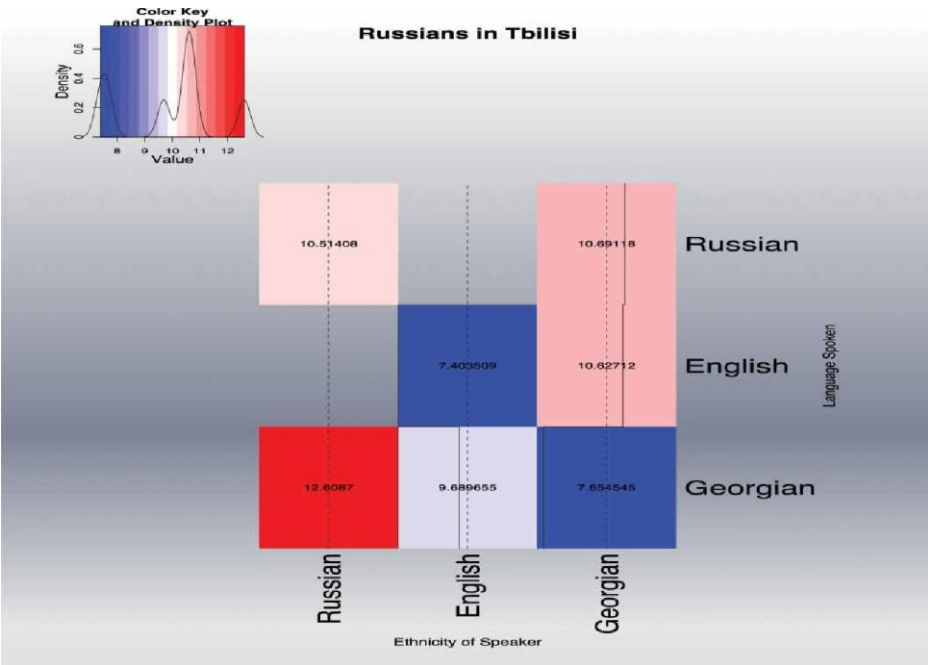 Color Key
and Density Plot
Russians in Tbilisi
Density
0 0.2 0.4 0.6
8 9 10 11 12
Value
10.51408 10.69118 Russian
7.403509 10.62712 English
Language Spoken
12.6087 9.689655 7.654545 Georgian
Russian English Georgian
Ethnicity of Speaker